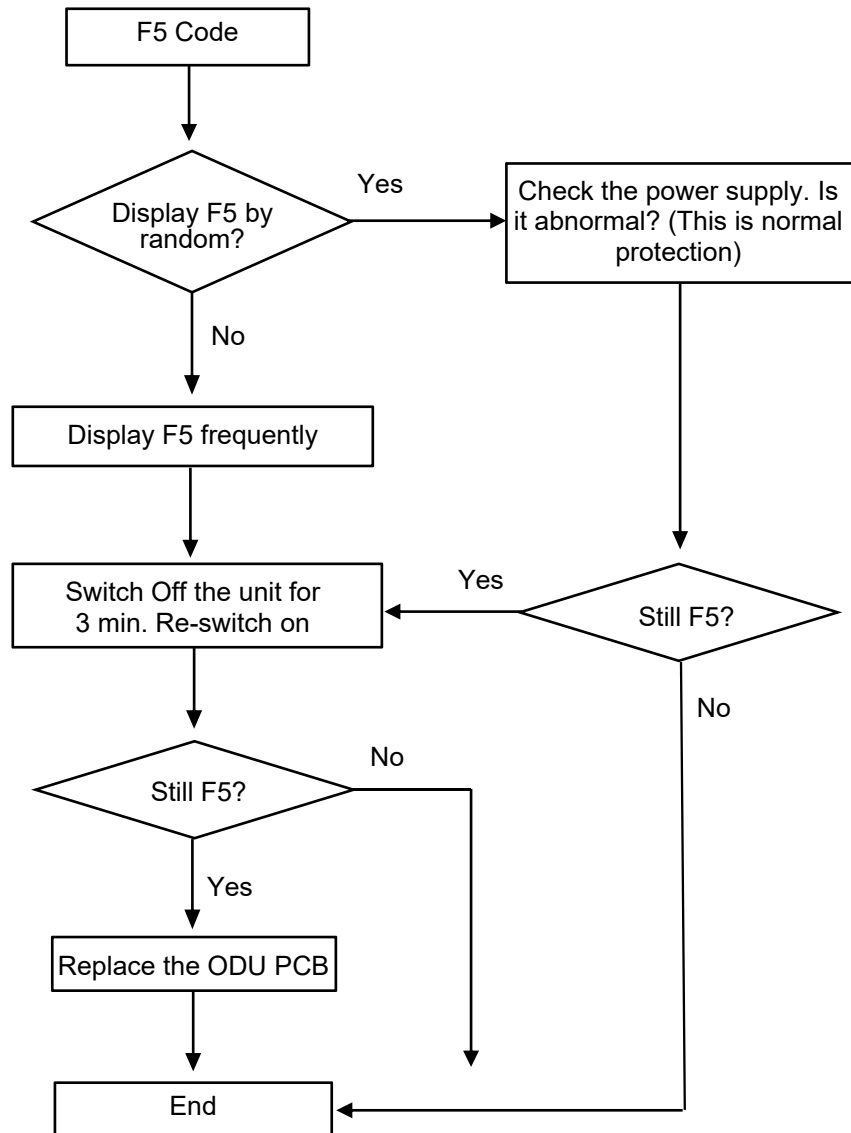 F5 Code
Display F5 by
random?
Yes
Check the power supply. Is
it abnormal? (This is normal
protection)
No
Display F5 frequently
Switch Off the unit for
3 min. Re-switch on
Yes
Still F5?
No
Still F5?
No
Yes
Replace the ODU PCB
End